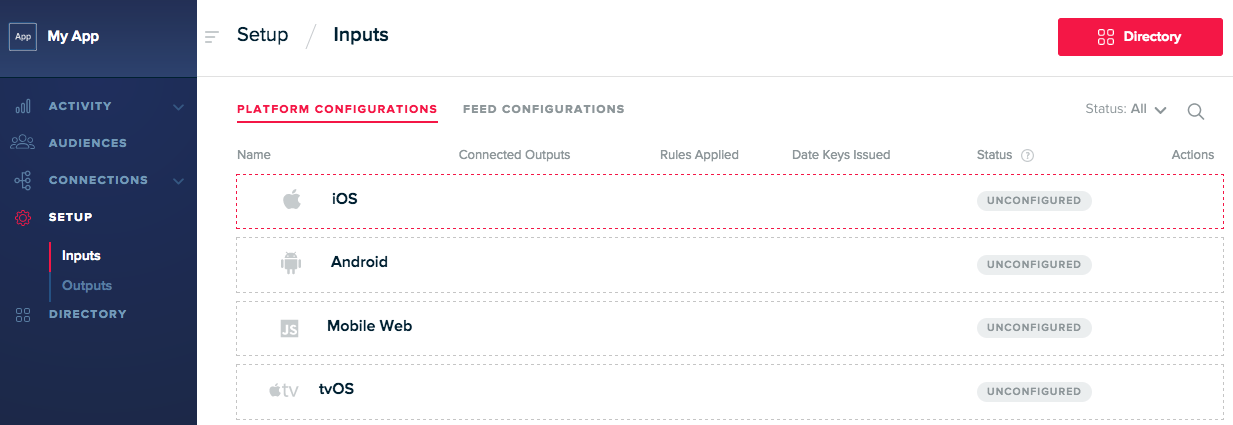 App My App
Setup / Inputs
Directory
ACTIVITY
AUDIENCES
CONNECTIONS
SETUP
Inputs
Outputs
DIRECTORY
PLATFORM CONFIGURATIONS FEED CONFIGURATIONS
Status: All
Name Connected Outputs Rules Applied Date Keys Issued Status ? Actions
iOS UNCONFIGURED
Android UNCONFIGURED
JS Mobile Web UNCONFIGURED
tv tvOS UNCONFIGURED